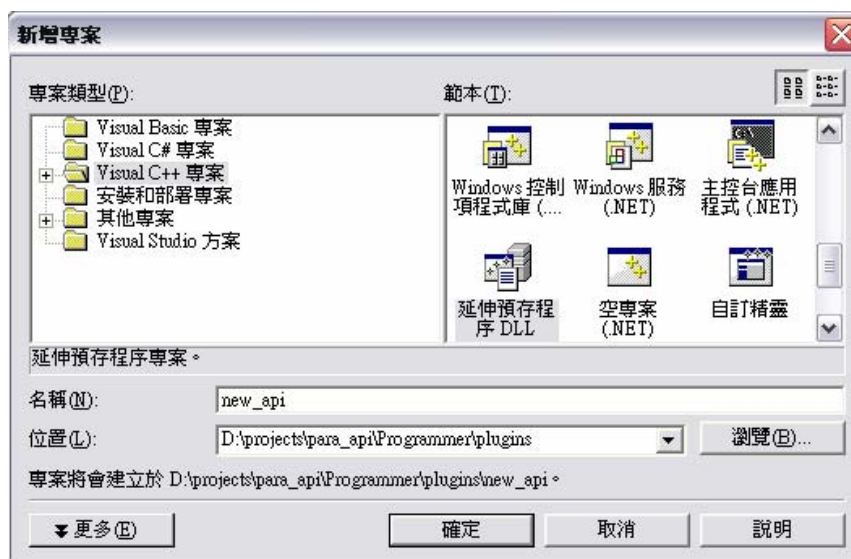 新增專案
專案類型(P):
Visual Basic 專案
Visual C# 專案
Visual C++ 專案
安裝和部署專案
其他專案
Visual Studio 方案
範本(T):
Windows 控制
項程式庫 (....
Windows 服務
(.NET)
主控台應用
程式 (.NET)
延伸預存程
序 DLL
空專案
(.NET)
自訂精靈
延伸預存程序專案。
名稱(N):
new_api
位置(L):
D:\projects\para_api\Programmer\plugins
瀏覽(B)...
專案將會建立於 D:\projects\para_api\Programmer\plugins\new_api。
更多(E)
確定
取消
說明